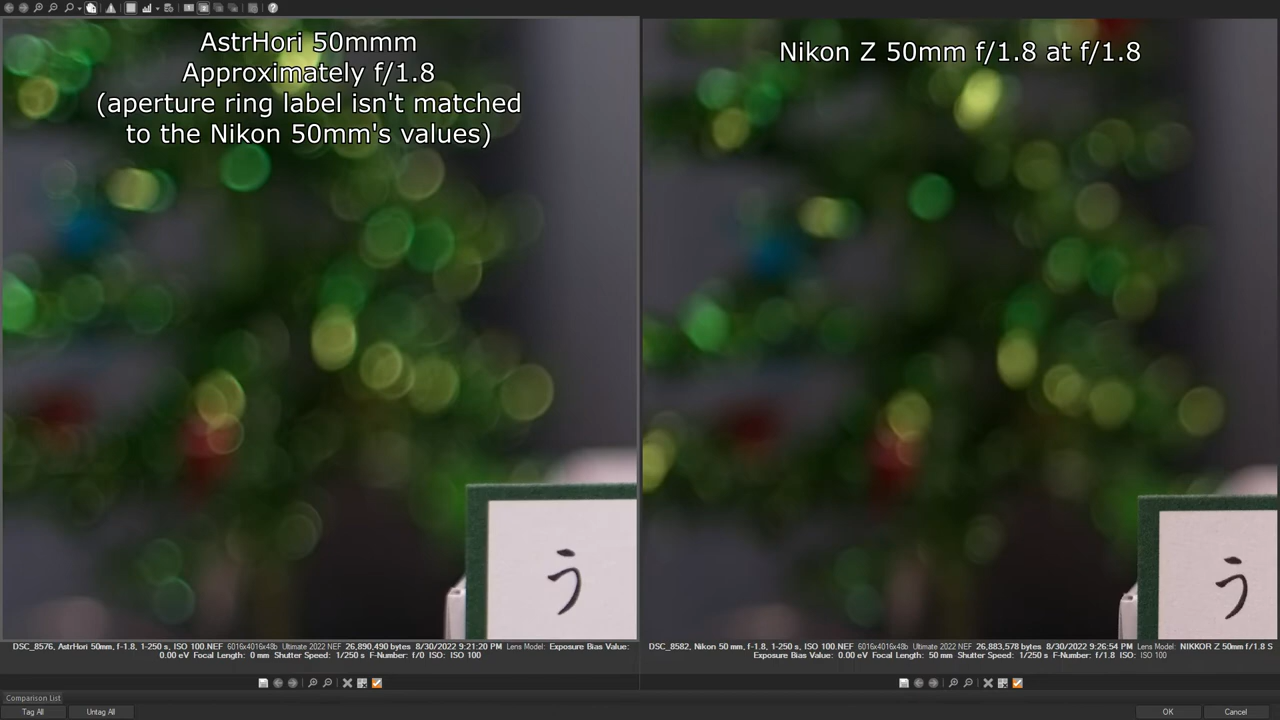 AstrHori 50mmm
Approximately f/1.8
(aperture ring label isn't matched
to the Nikon 50mm's values)
Nikon Z 50mm f/1.8 at f/1.8
う
う
DSC_8576, AstrHori 50mm, f-1.8, 1-250 s, ISO 100.NEF 6016x4016x48b Ultimate 2022 NEF 26,890,490 bytes 8/30/2022 9:21:20 PM Lens Model: Exposure Bias Value:
0.00 eV Focal Length: 0 mm Shutter Speed: 1/250 s F-Number: f/0 ISO: ISO 100
DSC_8582, Nikon 50 mm, f-1.8, 1-250 s, ISO 100.NEF 6016x4016x48b Ultimate 2022 NEF 26,883,578 bytes 8/30/2022 9:26:54 PM Lens Model: NIKKOR Z 50mm f/1.8 S
Exposure Bias Value: 0.00 eV Focal Length: 50 mm Shutter Speed: 1/250 s F-Number: f/1.8 ISO: ISO 100
Comparison List
Tag All
Untag All
OK
Cancel